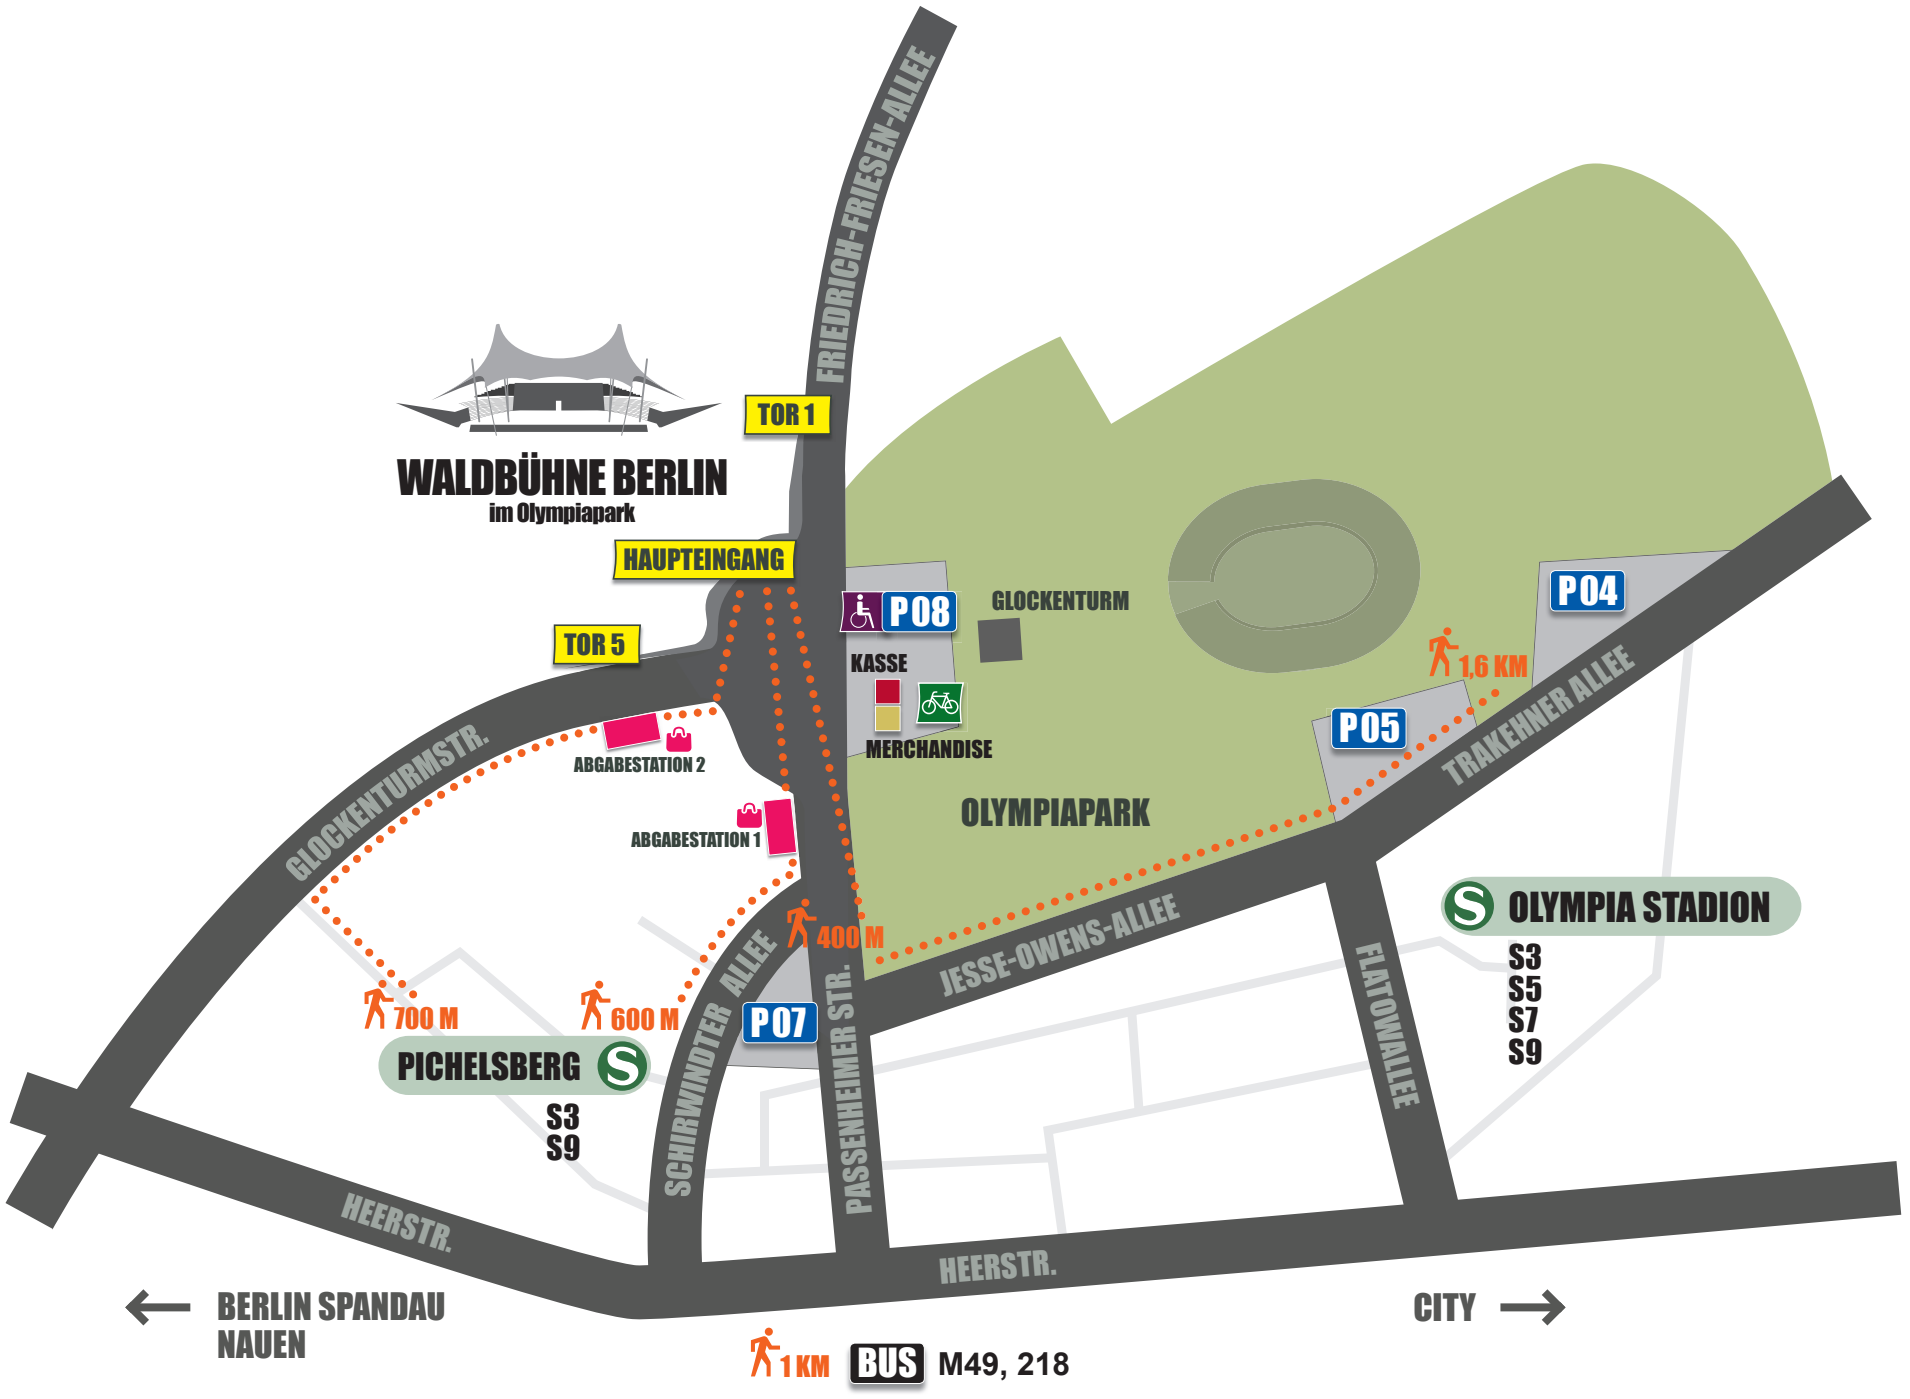 FRIEDRICH-FRIESEN-ALLEE
TOR 1
WALDBÜHNE BERLIN
im Olympiapark
HAUPTEINGANG
TOR 5
P08
GLOCKENTURM
KASSE
MERCHANDISE
P04
1,6 KM
P05
TRAKEHNER ALLEE
GLOCKENTURMSTR.
ABGABESTATION 2
ABGABESTATION 1
OLYMPIAPARK
400 M
JESSE-OWENS-ALLEE
S OLYMPIA STADION
S3
S5
S7
S9
FLATOWALLEE
700 M
600 M
P07
PICHELSBERG S
S3
S9
SCHIRWINDTER ALLEE
PASSENHEIMER STR.
HEERSTR.
HEERSTR.
BERLIN SPANDAU
NAUEN
CITY
1 KM BUS M49, 218